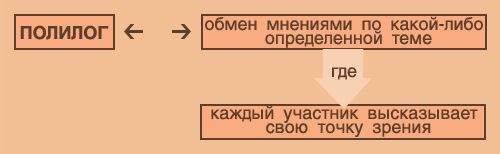 ПОЛИЛОГ
обмен мнениями по какой-либо
определенной теме
где
каждый участник высказывает
свою точку зрения